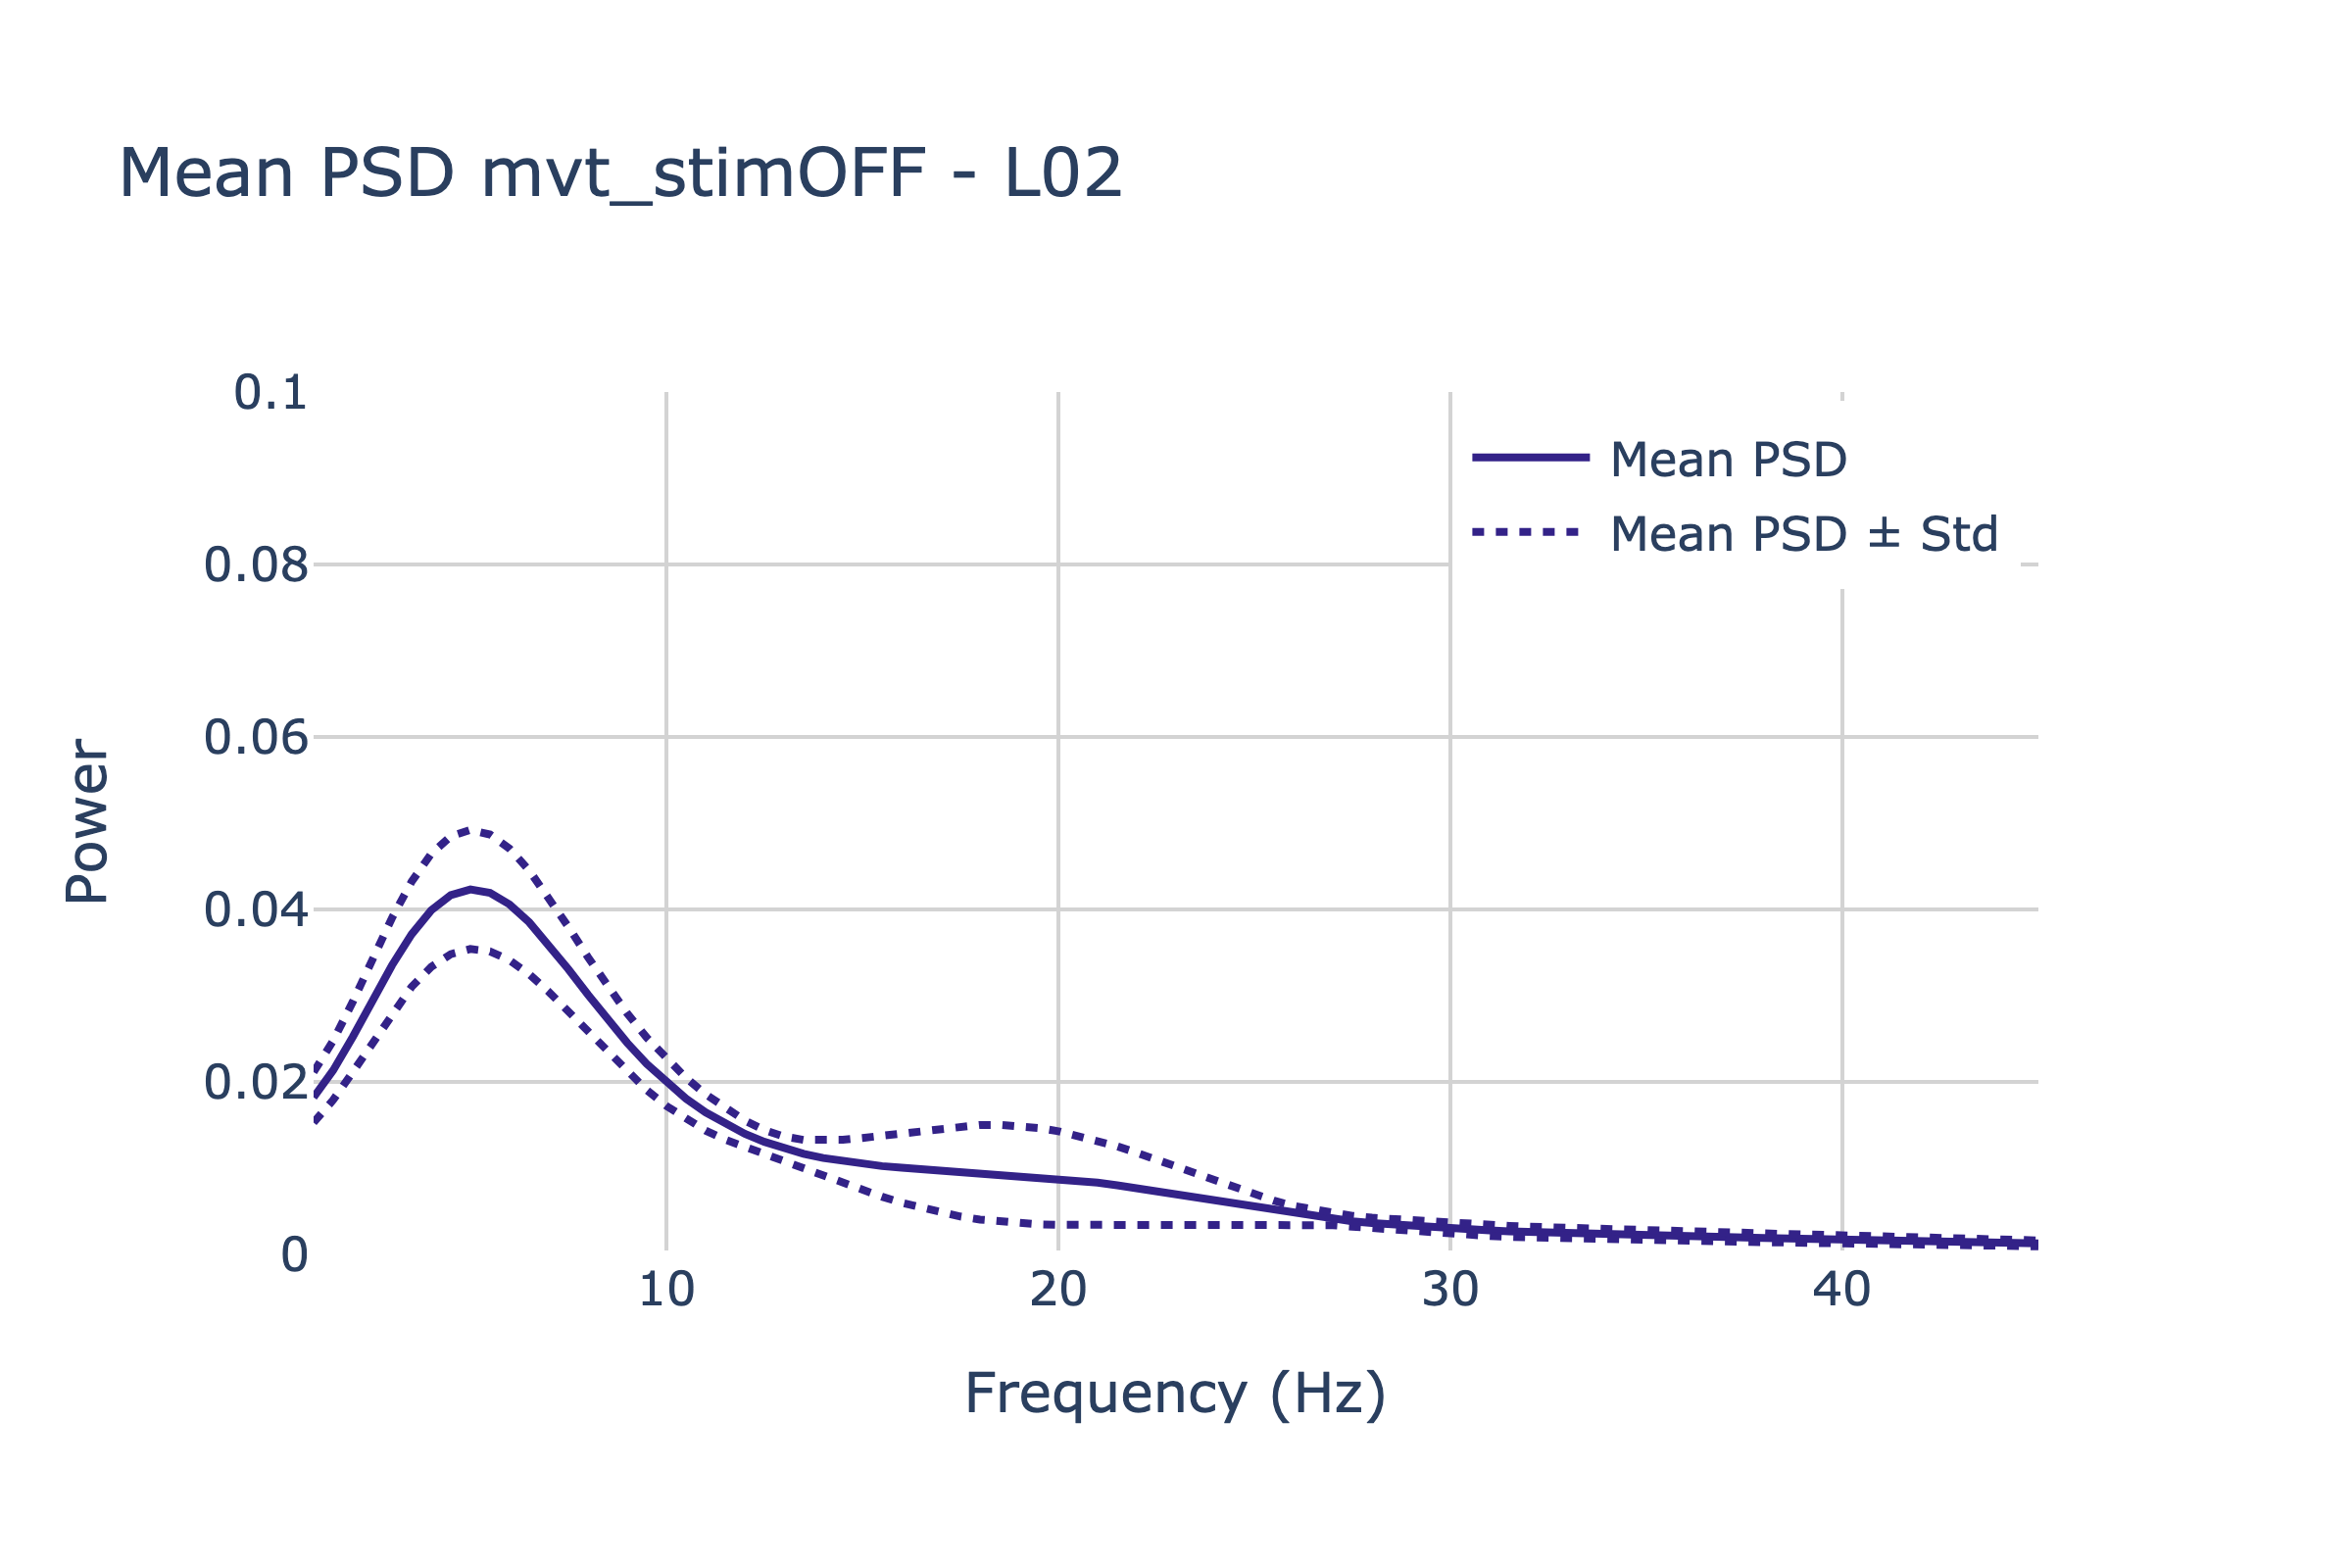 Mean PSD mvt_stimOFF - L02
0.1
0.08
0.06
0.04
0.02
0
Power
Mean PSD
Mean PSD ± Std
10
20
30
40
Frequency (Hz)